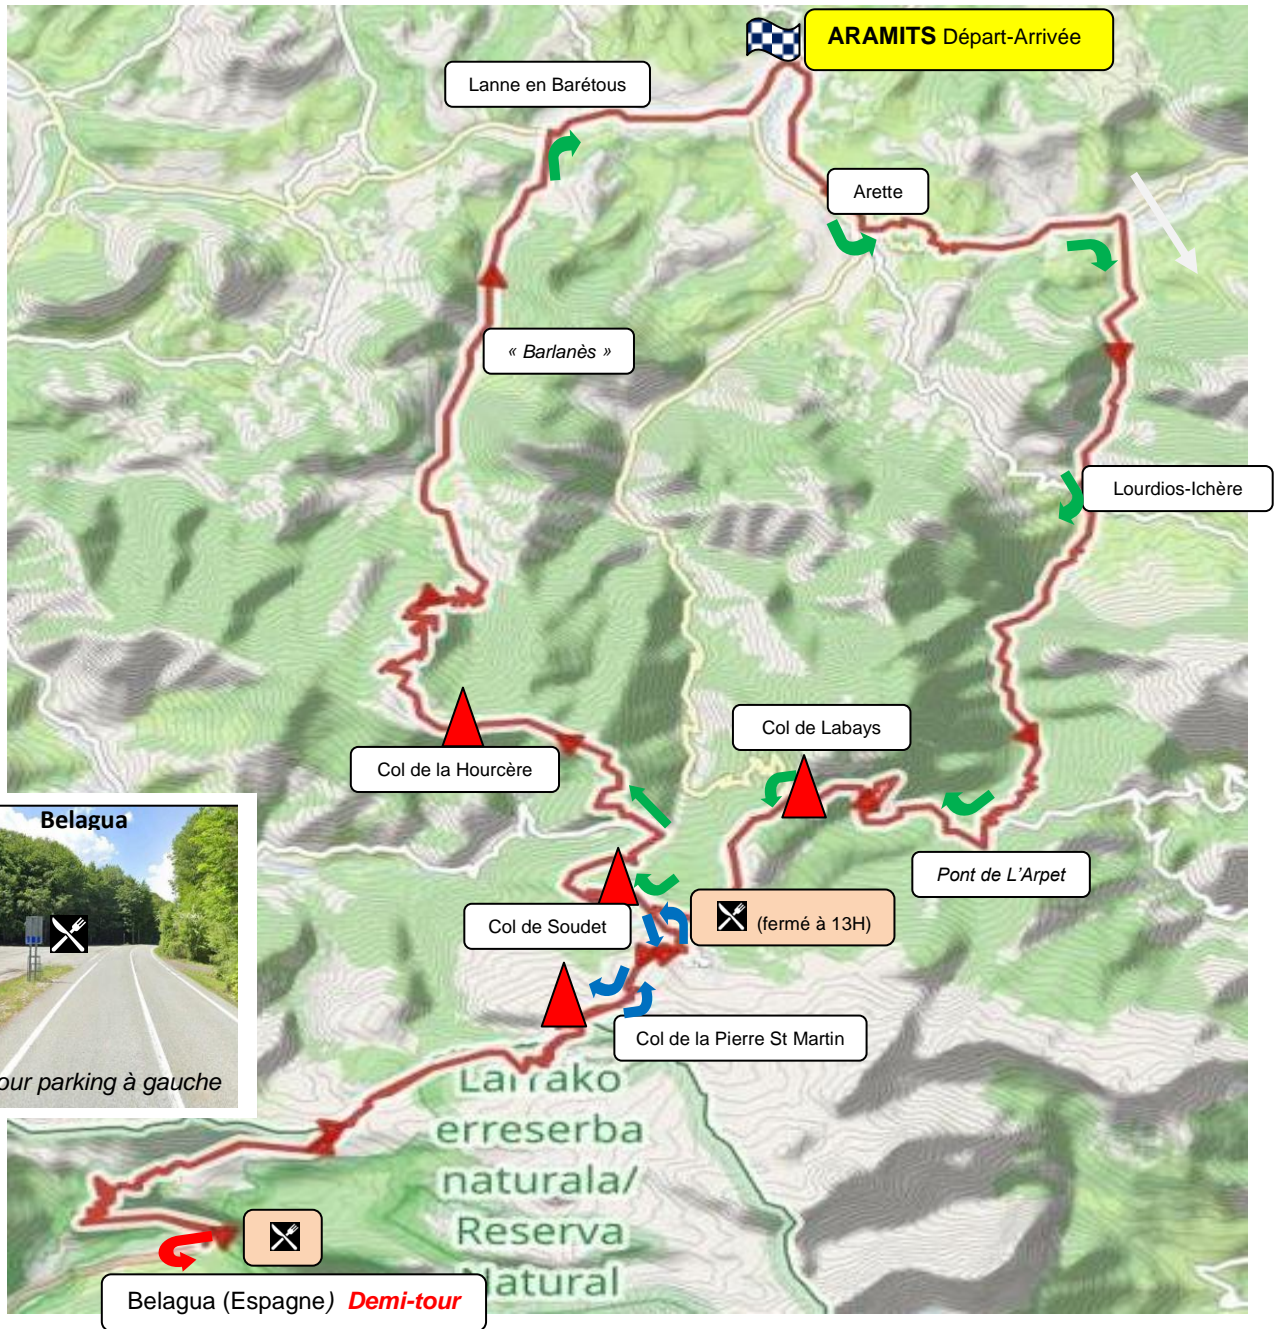 ARAMITS Départ-Arrivée
Lanne en Barétous
Arette
« Barlanès »
Lourdios-Ichère
Col de Labays
Col de la Hourcère
Belagua
Pont de L'Arpet
(fermé à 13H)
Col de Soudet
Col de la Pierre St Martin
our parking à gauche
Larrako
erreserba
naturala/
Reserva
Natural
Belagua (Espagne) Demi-tour